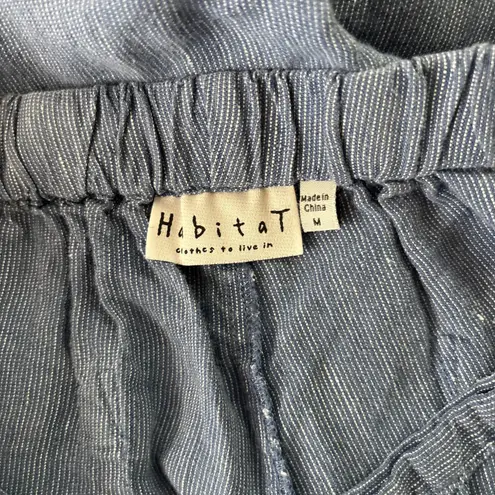 HabitaT
clothes to live in
Made in
China
M